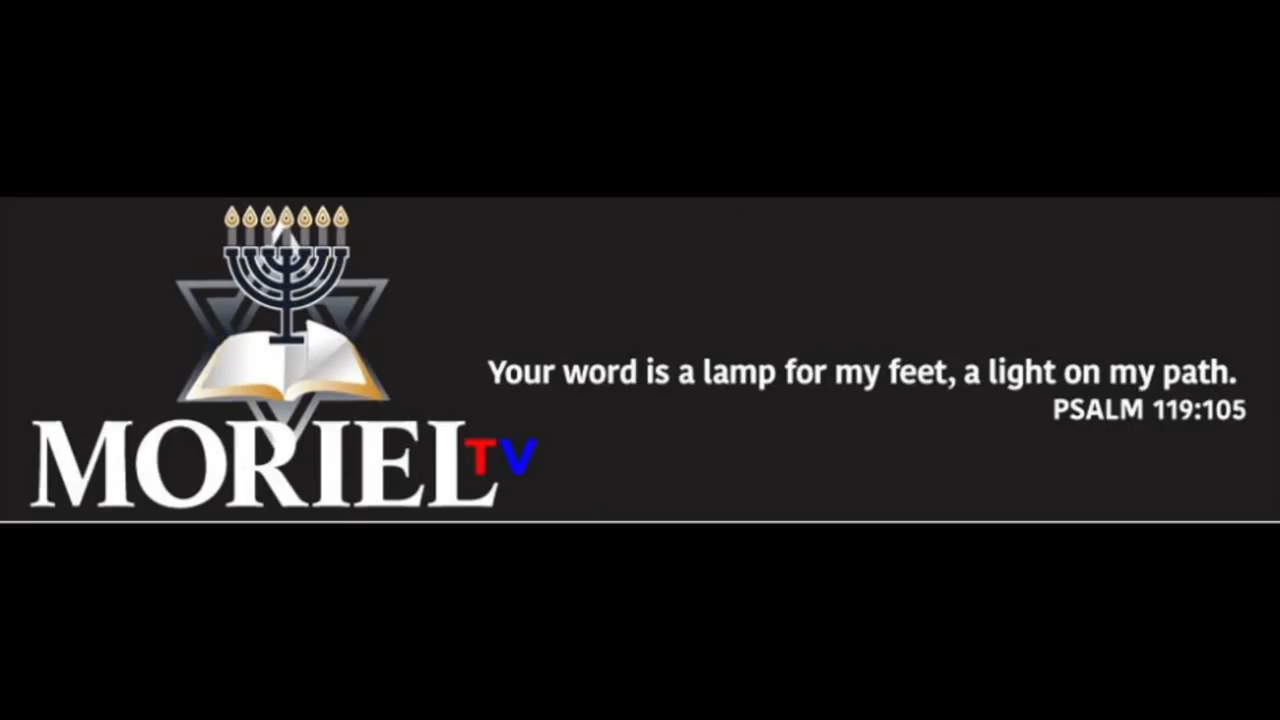 Your word is a lamp for my feet, a light on my path.
PSALM 119:105
MORIEL TV